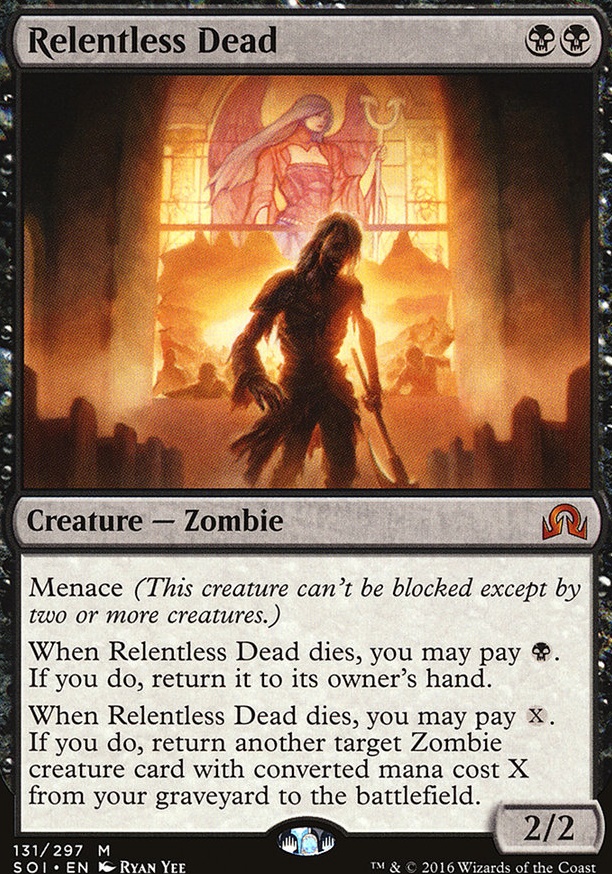 Relentless Dead
Creature — Zombie
Menace (This creature can't be blocked except by
two or more creatures.)
When Relentless Dead dies, you may pay .
If you do, return it to its owner's hand.
When Relentless Dead dies, you may pay X.
If you do, return another target Zombie
creature card with converted mana cost X
from your graveyard to the battlefield.
2/2
131/297 M
SOI • EN Ryan Yee
™ & © 2016 Wizards of the Coast